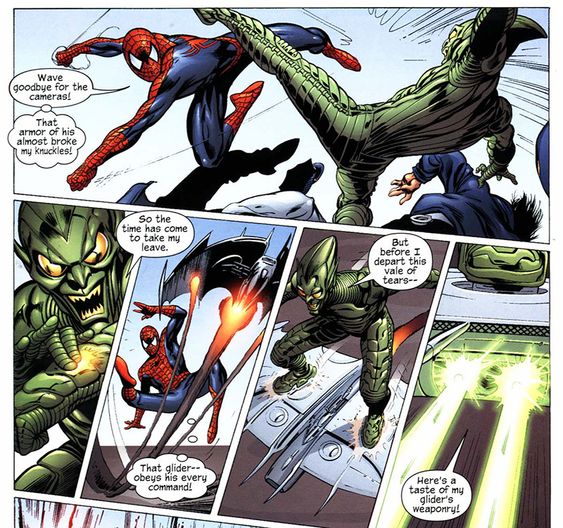 Wave
goodbye for the
cameras!
That
armor of his
almost broke
my knuckles!
So the
time has come
to take my
leave.
That glider--
obeys his every
command!
But
before I
depart this
vale of
tears--
Here's a
taste of my
glider's
weaponry!